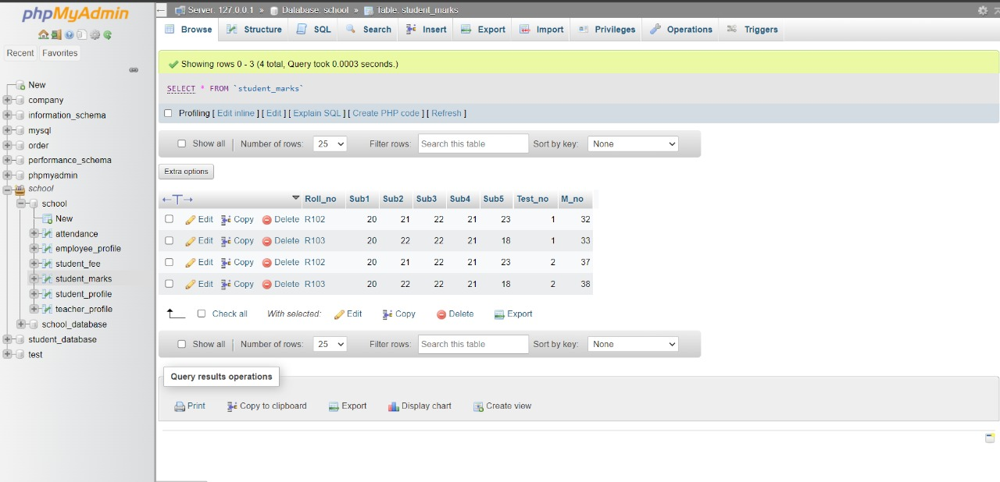 phpMyAdmin
Recent Favorites
New
company
information_schema
mysql
order
performance_schema
phpmyadmin
school
school
New
attendance
employee_profile
student_fee
student_marks
student_profile
teacher_profile
school_database
student_database
test
Server: 127.0.0.1 » Database: school » Table: student_marks
Browse Structure SQL Search Insert Export Import Privileges Operations Triggers
Showing rows 0 - 3 (4 total, Query took 0.0003 seconds.)
SELECT * FROM `student_marks`
Profiling [ Edit inline ] [ Edit ] [ Explain SQL ] [ Create PHP code ] [ Refresh ]
Show all Number of rows: 25 Filter rows: Search this table Sort by key: None
Extra options
Roll_no Sub1 Sub2 Sub3 Sub4 Sub5 Test_no M_no
Edit Copy Delete R102 20 21 22 21 23 1 32
Edit Copy Delete R103 20 22 22 21 18 1 33
Edit Copy Delete R102 20 21 22 21 23 2 37
Edit Copy Delete R103 20 22 22 21 18 2 38
Check all With selected: Edit Copy Delete Export
Show all Number of rows: 25 Filter rows: Search this table Sort by key: None
Query results operations
Print Copy to clipboard Export Display chart Create view